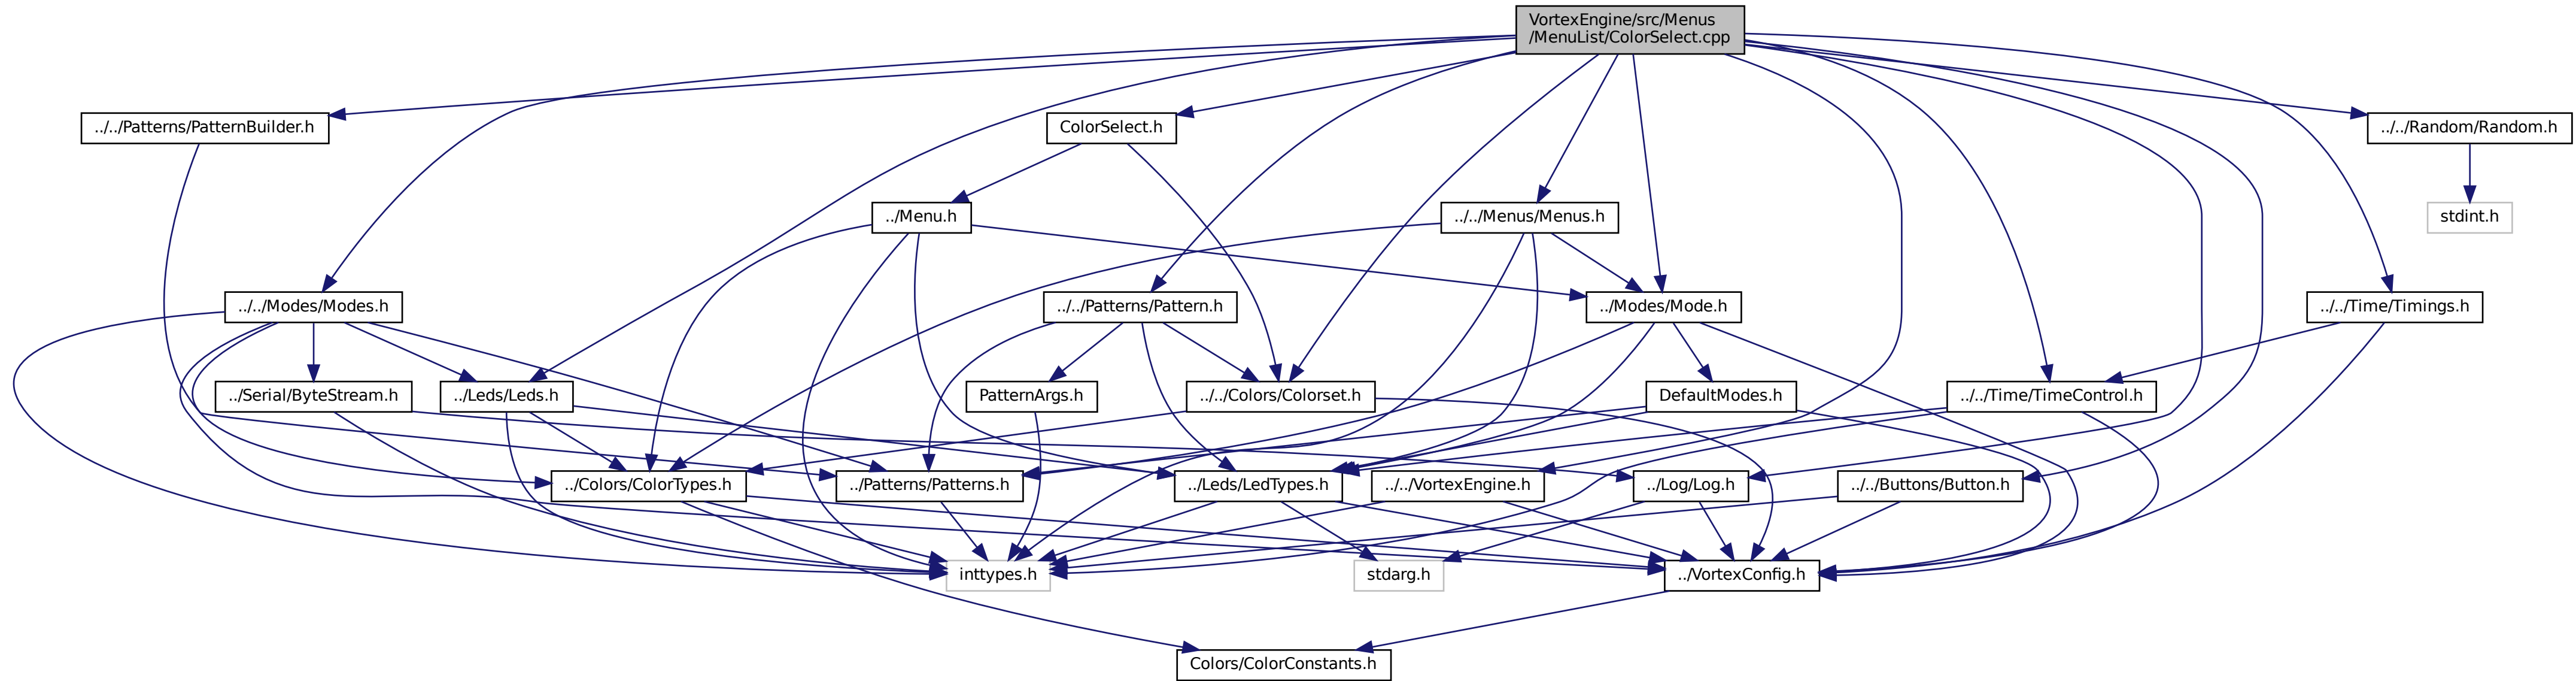 VortexEngine/src/Menus
/MenuList/ColorSelect.cpp
../../Patterns/PatternBuilder.h
ColorSelect.h
../../Random/Random.h
../Menu.h
../../Menus/Menus.h
stdint.h
../../Modes/Modes.h
../../Patterns/Pattern.h
../Modes/Mode.h
../../Time/Timings.h
../Serial/ByteStream.h
../Leds/Leds.h
PatternArgs.h
../../Colors/Colorset.h
DefaultModes.h
../../Time/TimeControl.h
../Colors/ColorTypes.h
../Patterns/Patterns.h
../Leds/LedTypes.h
../../VortexEngine.h
../Log/Log.h
../../Buttons/Button.h
inttypes.h
stdarg.h
../VortexConfig.h
Colors/ColorConstants.h